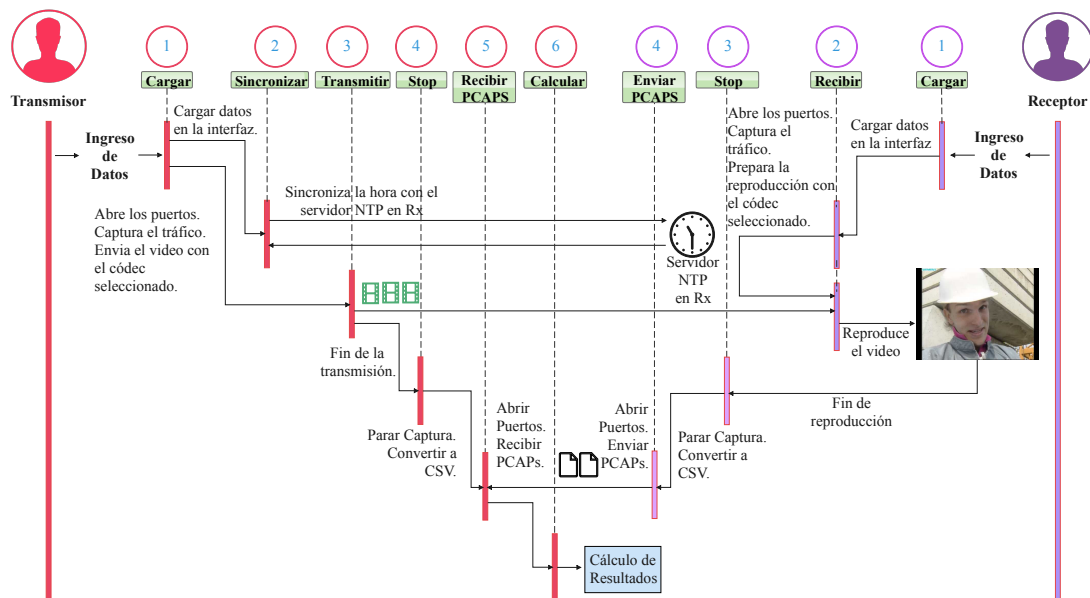 1
2
3
4
5
6
4
3
2
1
Cargar
Sincronizar
Transmitir
Stop
Recibir
PCAPS
Calcular
Enviar
PCAPS
Stop
Recibir
Cargar
Transmisor
Receptor
Cargar datos
en la interfaz.
Ingreso
de
Datos
Abre los puertos.
Captura el
tráfico.
Prepara la
reproducción con
el códec
seleccionado.
Cargar datos
en la interfaz
Ingreso
de
Datos
Sincroniza la hora con el
servidor NTP en Rx
Abre los puertos.
Captura el tráfico.
Envia el video con
el códec
seleccionado.
Servidor
NTP
en Rx
Reproduce
el video
Fin de la
transmisión.
Fin de
reproducción
Parar Captura.
Convertir a
CSV.
Abrir
Puertos.
Recibir
PCAPs.
Abrir
Puertos.
Enviar
PCAPs.
Parar Captura.
Convertir a
CSV.
Cálculo de
Resultados